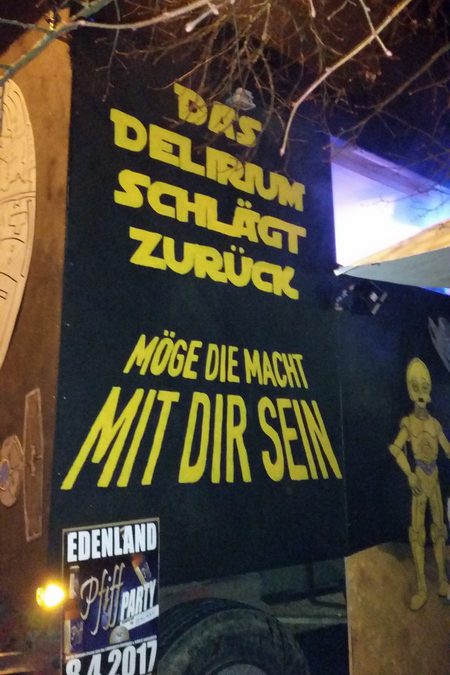 DAS
DELIRIUM
SCHLÄGT
ZURÜCK
MÖGE DIE MACHT
MIT DIR SEIN
EDENLAND
Pfiff
PARTY
8.4.2017